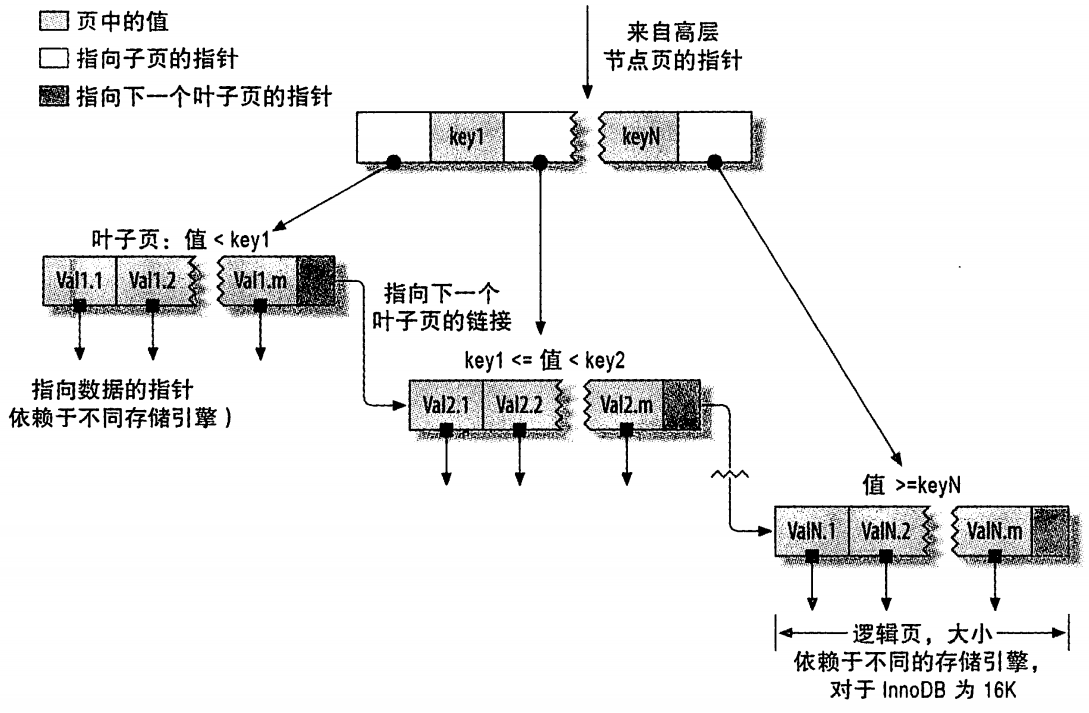 页中的值
指向子页的指针
指向下一个叶子页的指针
来自高层
节点页的指针
key1
keyN
叶子页：值 < key1
Val1.1
Val1.2
Val1.m
指向下一个
叶子页的链接
key1 <= 值 < key2
指向数据的指针
依赖于不同存储引擎）
Val2.1
Val2.2
Val2.m
值 >=keyN
ValN.1
ValN.2
ValN.m
逻辑页，大小
依赖于不同的存储引擎，
对于 InnoDB 为 16K